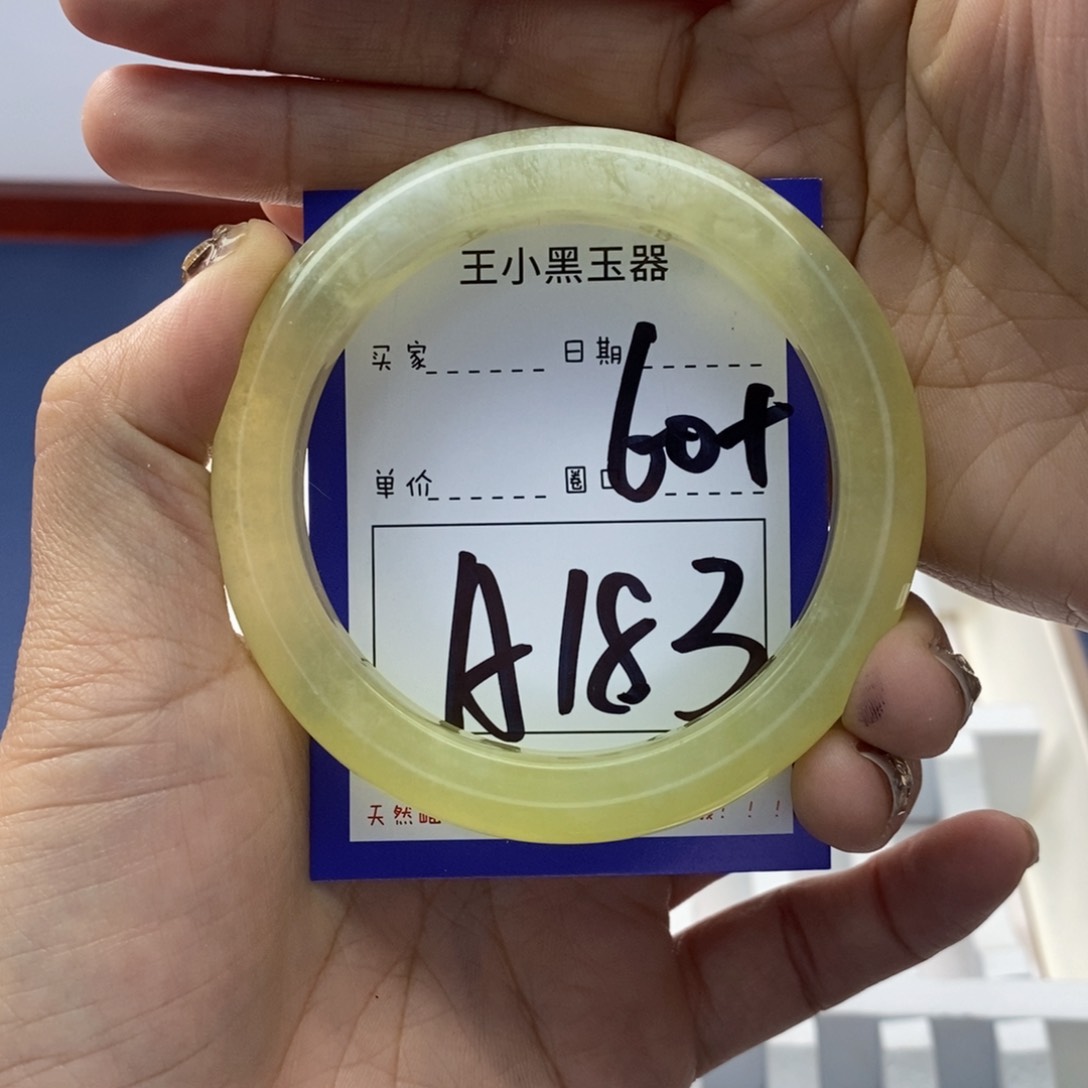 王小黑玉器
买家 日期
60+
单价 圈口
A183
天然 !!!